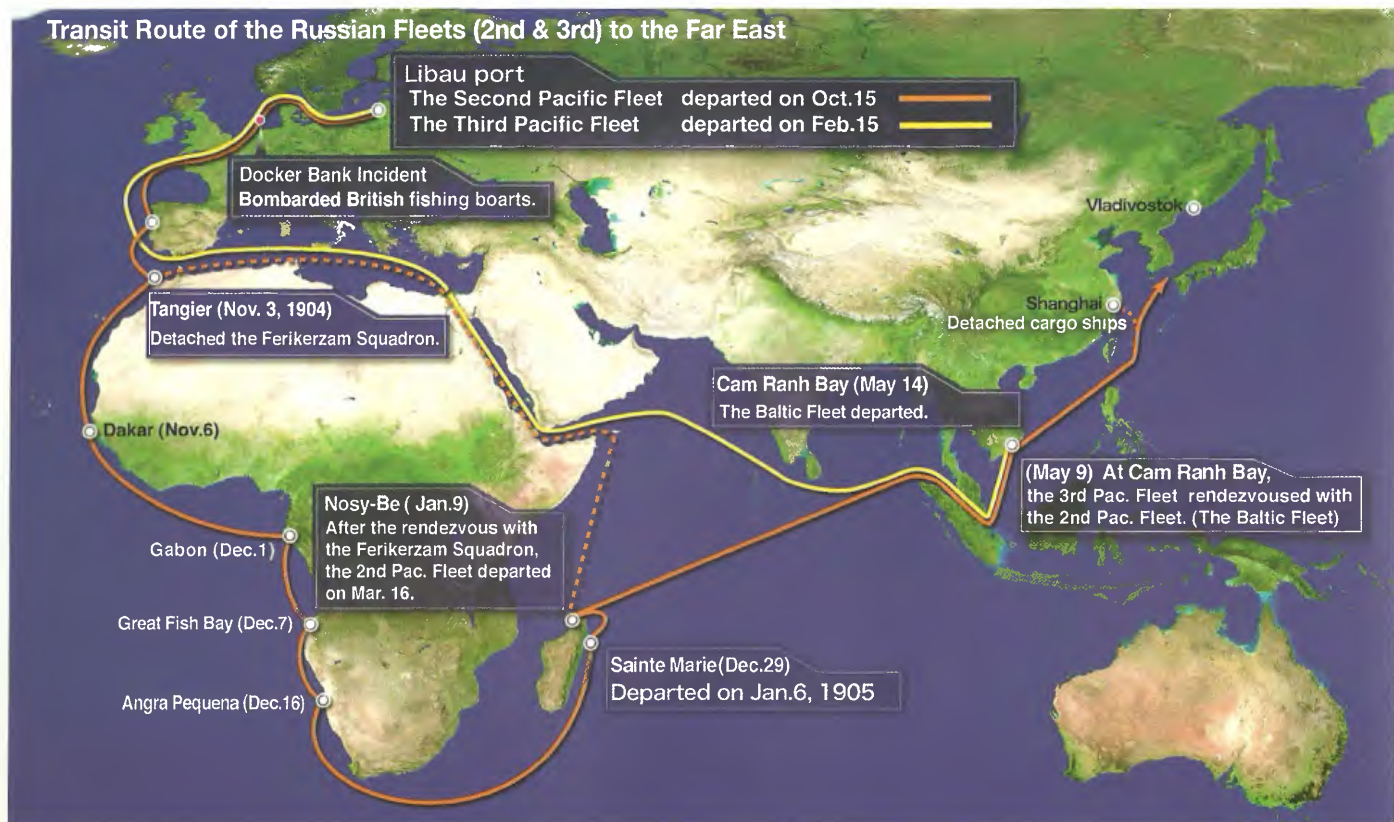 Transit Route of the Russian Fleets (2nd & 3rd) to the Far East
Libau port
The Second Pacific Fleet departed on Oct.15
The Third Pacific Fleet departed on Feb.15
Docker Bank Incident
Bombarded British fishing boarts.
Vladivostok
Tangier (Nov. 3, 1904)
Detached the Ferikerzam Squadron.
Shanghai
Detached cargo ships
Cam Ranh Bay (May 14)
The Baltic Fleet departed.
Dakar (Nov.6)
(May 9) At Cam Ranh Bay,
the 3rd Pac. Fleet rendezvoused with
the 2nd Pac. Fleet. (The Baltic Fleet)
Nosy-Be ( Jan.9)
After the rendezvous with
the Ferikerzam Squadron,
the 2nd Pac. Fleet departed
on Mar. 16.
Gabon (Dec.1)
Great Fish Bay (Dec.7)
Sainte Marie(Dec.29)
Departed on Jan.6, 1905
Angra Pequena (Dec.16)